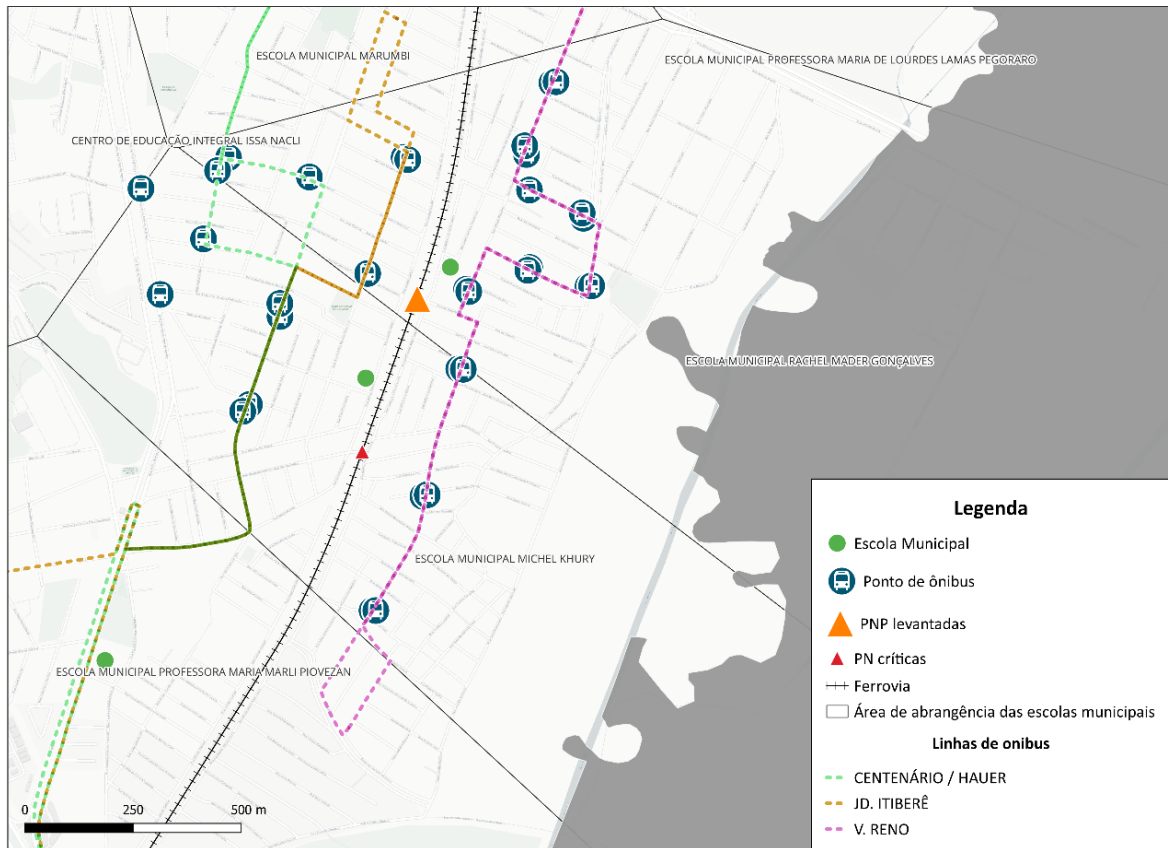 ESCOLA MUNICIPAL MARUMBI
ESCOLA MUNICIPAL PROFESSORA MARIA DE LOURDES LAMAS PEGORARO
CENTRO DE EDUCAÇÃO INTEGRAL ISSA NACLI
ESCOLA MUNICIPAL RACHEL MADER GONÇALVES
ESCOLA MUNICIPAL MICHEL KHURY
ESCOLA MUNICIPAL PROFESSORA MARIA MARLI PIOVEZAN
0 250 500 m
Legenda
Escola Municipal
Ponto de ônibus
PNP levantadas
PN críticas
Ferrovia
Área de abrangência das escolas municipais
Linhas de onibus
CENTENÁRIO / HAUER
JD. ITIBERÊ
V. RENO